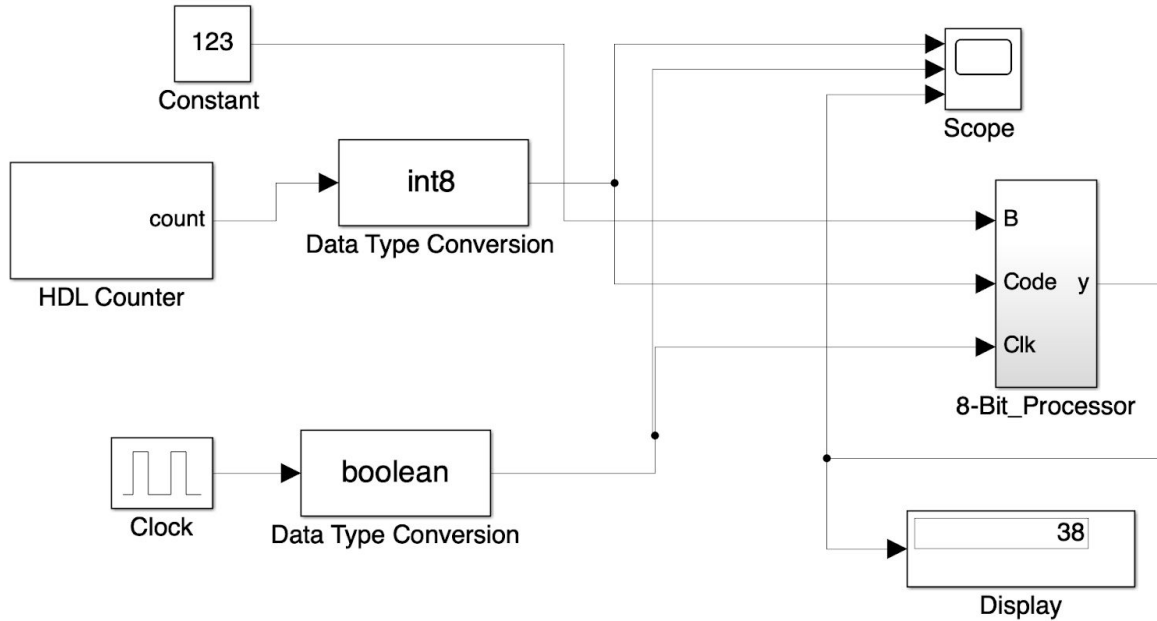 123
Constant
Scope
int8
Data Type Conversion
count
HDL Counter
B
Code
y
Clk
8-Bit_Processor
boolean
Data Type Conversion
Clock
38
Display